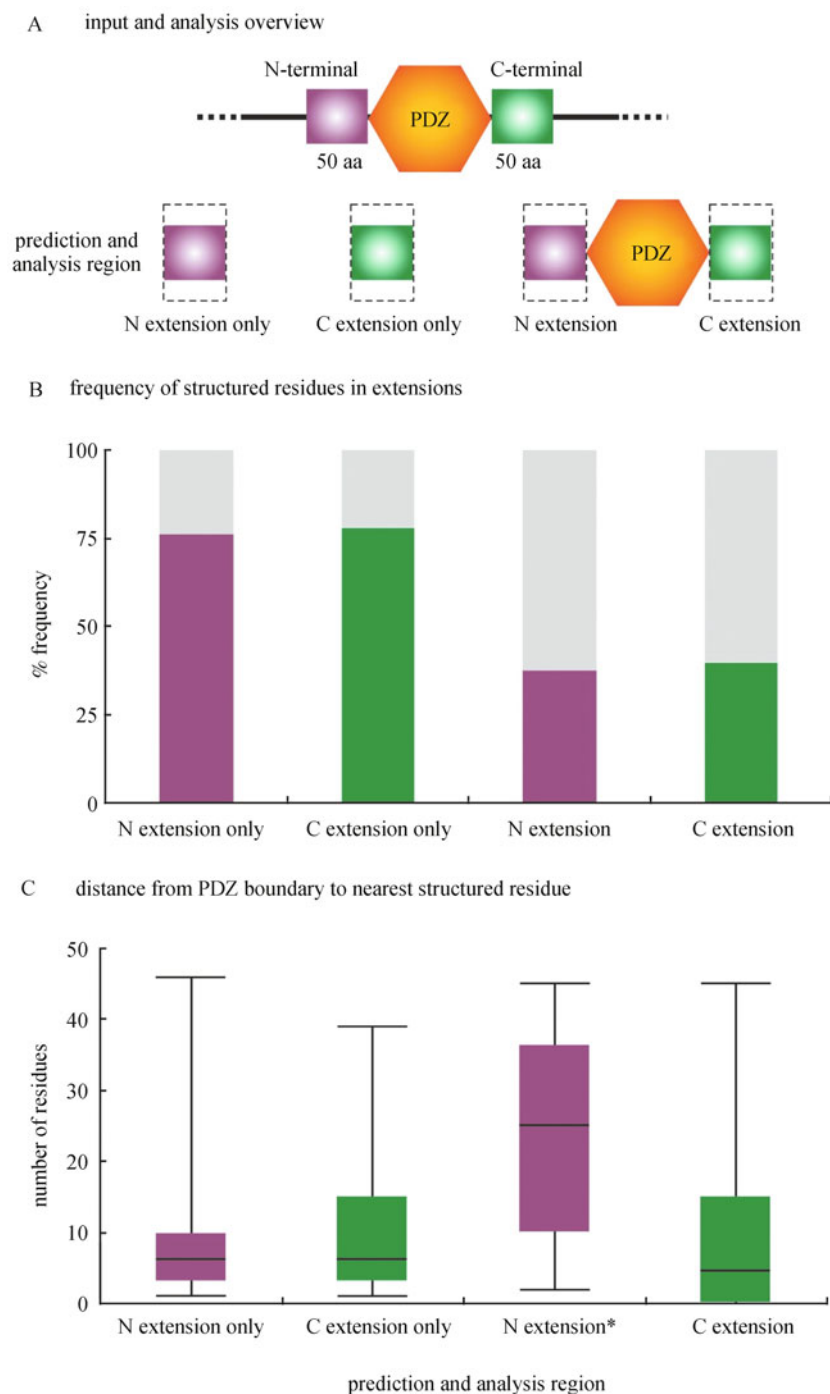 A input and analysis overview
N-terminal C-terminal
PDZ
50 aa 50 aa
prediction and
analysis region
PDZ
N extension only C extension only N extension C extension
B frequency of structured residues in extensions
% frequency
100
75
50
25
0
N extension only C extension only N extension C extension
C distance from PDZ boundary to nearest structured residue
number of residues
50
40
30
20
10
0
N extension only C extension only N extension* C extension
prediction and analysis region